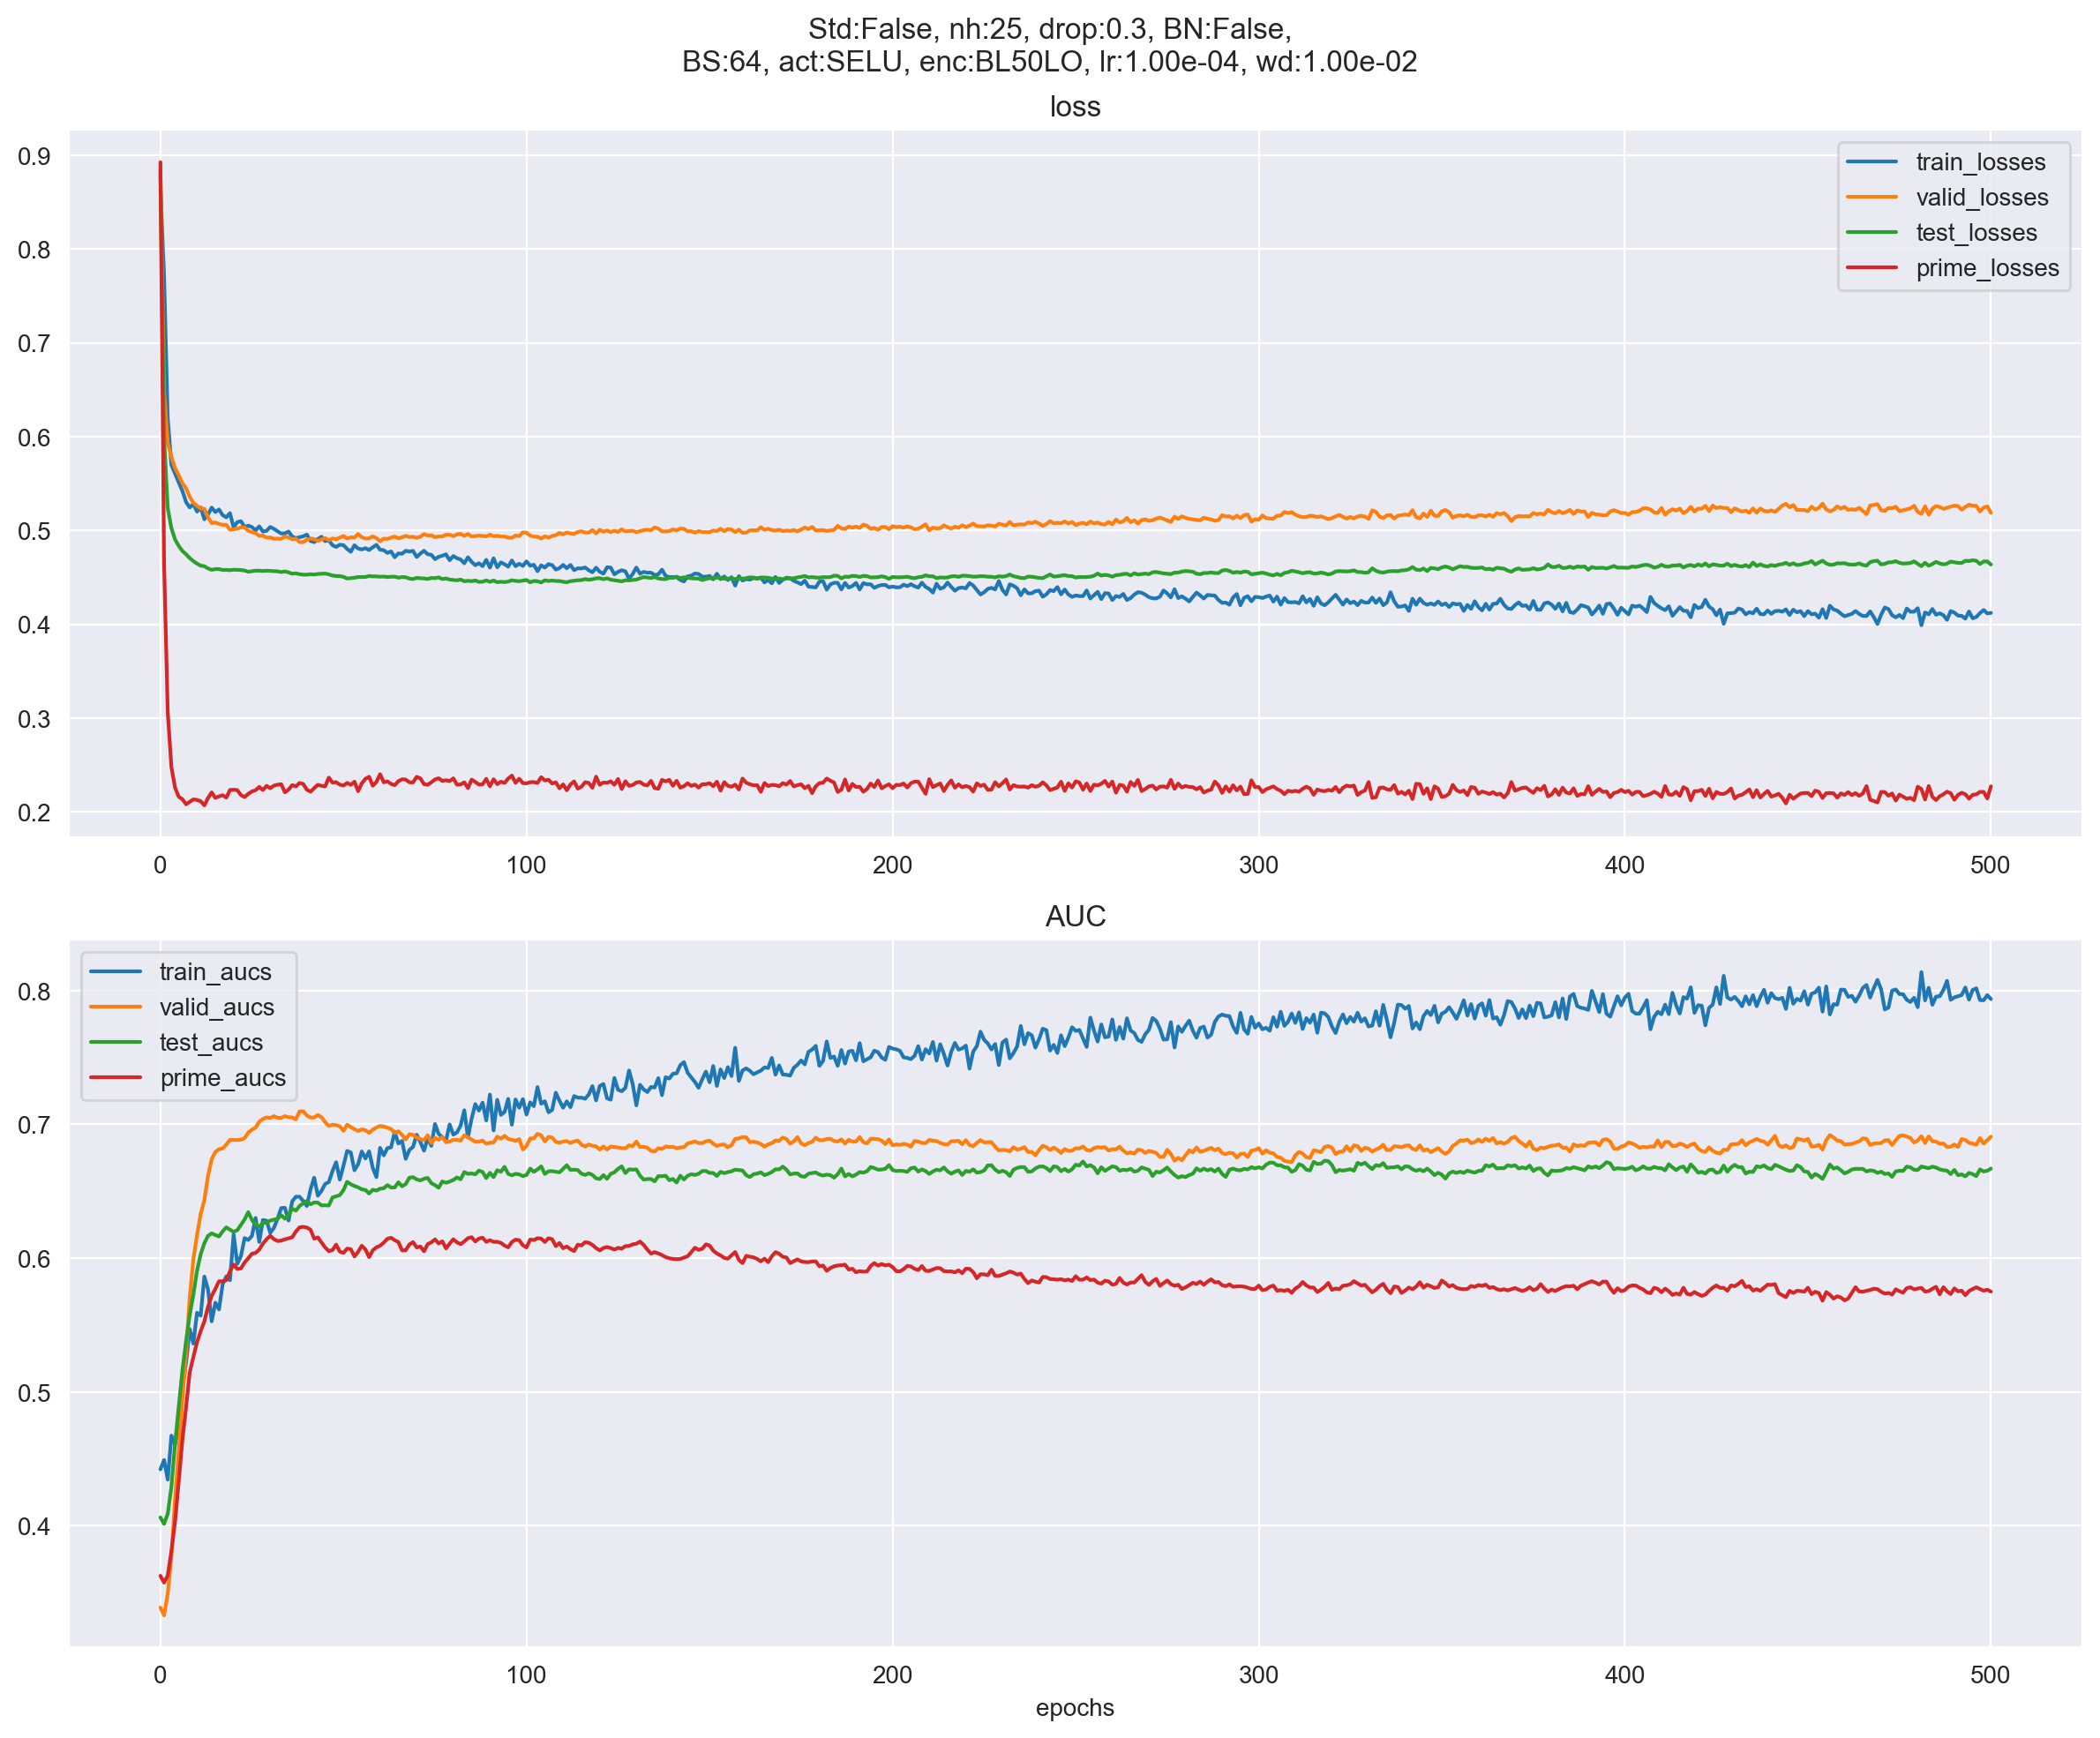 Std:False, nh:25, drop:0.3, BN:False,
BS:64, act:SELU, enc:BL50LO, lr:1.00e-04, wd:1.00e-02
loss
0.9
0.8
0.7
0.6
0.5
0.4
0.3
0.2
train_losses
valid_losses
test_losses
prime_losses
0 100 200 300 400 500
AUC
0.8
0.7
0.6
0.5
0.4
train_aucs
valid_aucs
test_aucs
prime_aucs
0 100 200 300 400 500
epochs